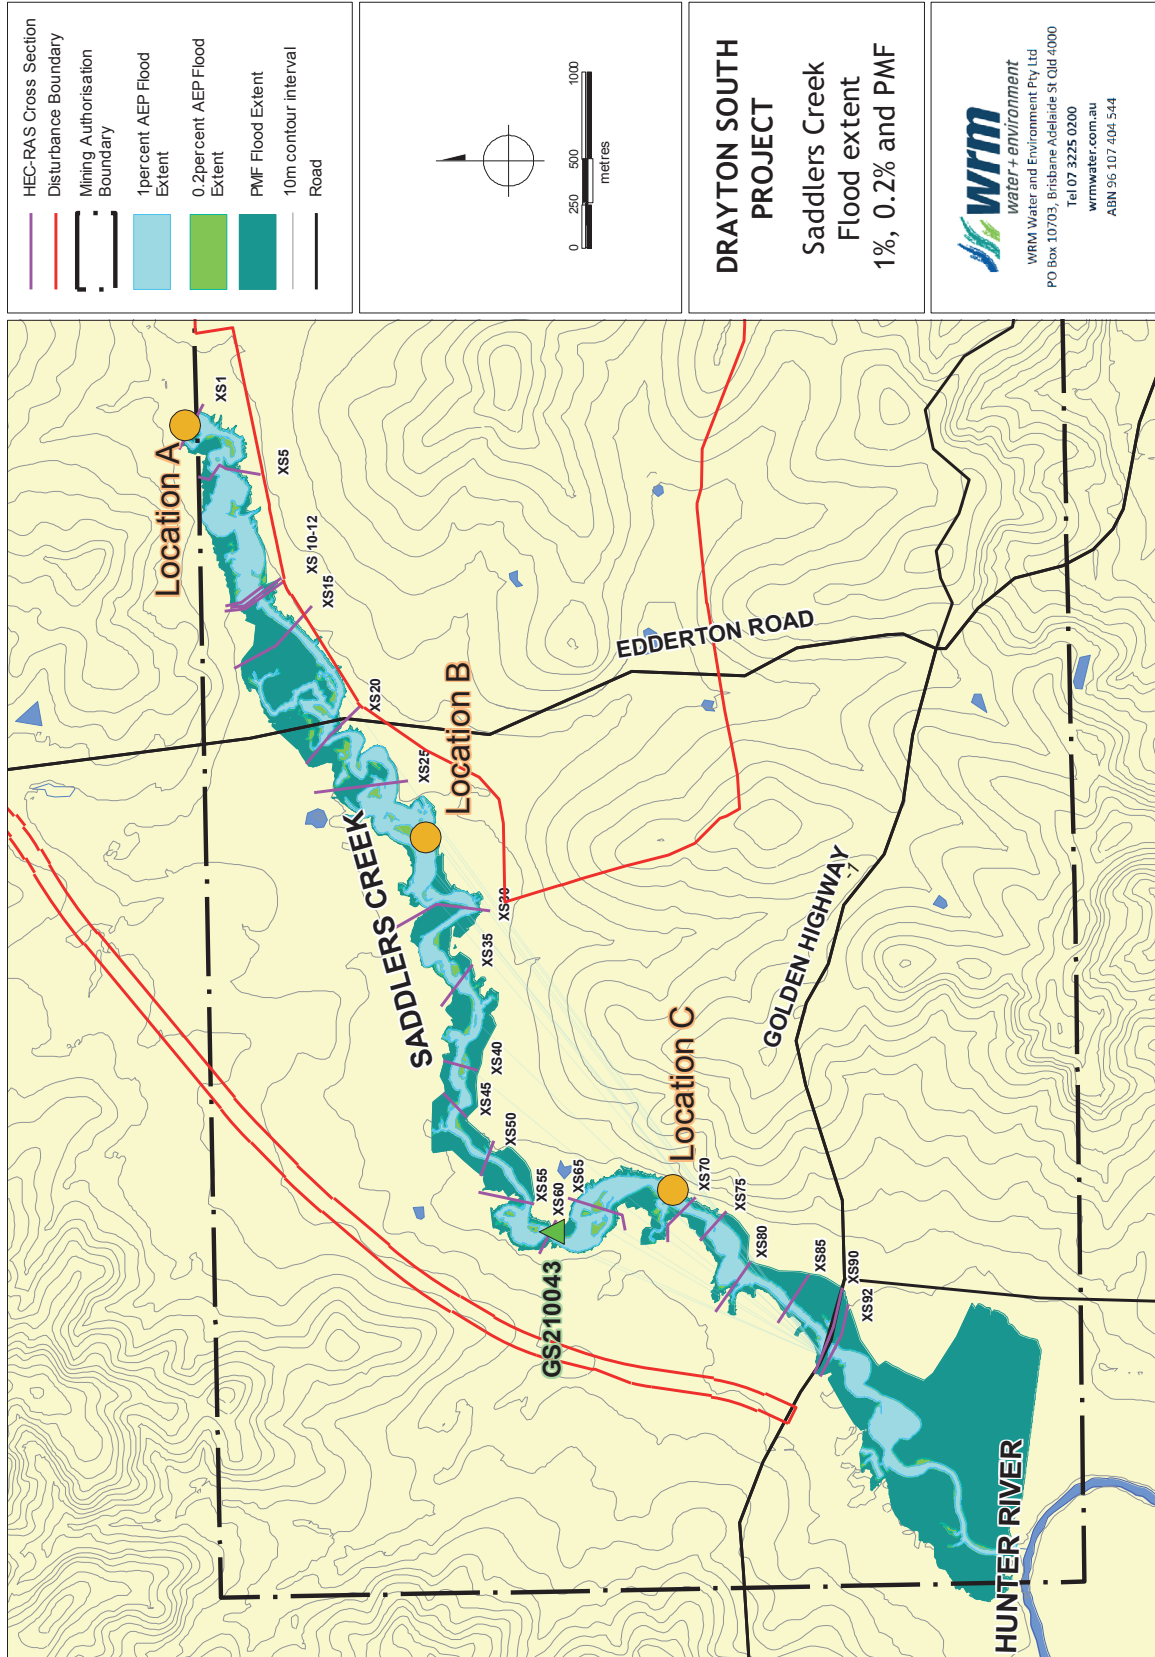 HEC-RAS Cross Section
Disturbance Boundary
Mining Authorisation
Boundary
1percent AEP Flood
Extent
0.2percent AEP Flood
Extent
PMF Flood Extent
10m contour interval
Road
0 250 500 1000
metres
DRAYTON SOUTH
PROJECT
Saddlers Creek
Flood extent
1%, 0.2% and PMF
wrm
water + environment
WRM Water and Environment Pty Ltd
PO Box 10703, Brisbane Adelaide St Qld 4000
Tel 07 3225 0200
wrmwater.com.au
ABN 96 107 404 544
Location A
XS1
XS5
XS 10-12
XS15
XS20
EDDERTON ROAD
XS25
Location B
SADDLERS CREEK
XS30
XS35
XS40
XS45
XS50
XS55
XS60
XS65
GS210043
Location C
XS70
XS75
XS80
XS85
XS90
XS92
GOLDEN HIGHWAY
HUNTER RIVER